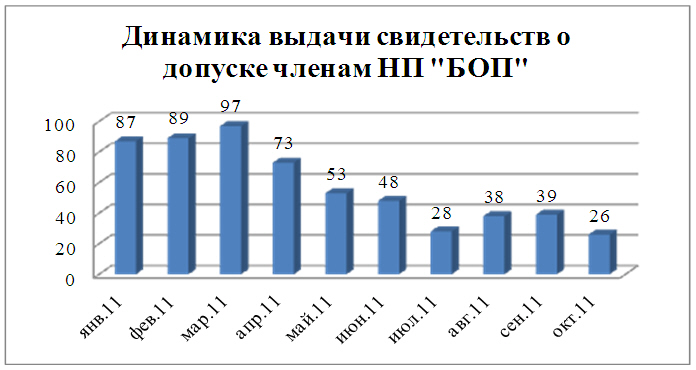 Динамика выдачи свидетельств о
допуске членам НП "БОП"
100
80
60
40
20
0
87
89
97
73
53
48
28
38
39
26
янв.11
фев.11
мар.11
апр.11
май.11
июн.11
июл.11
авг.11
сен.11
окт.11